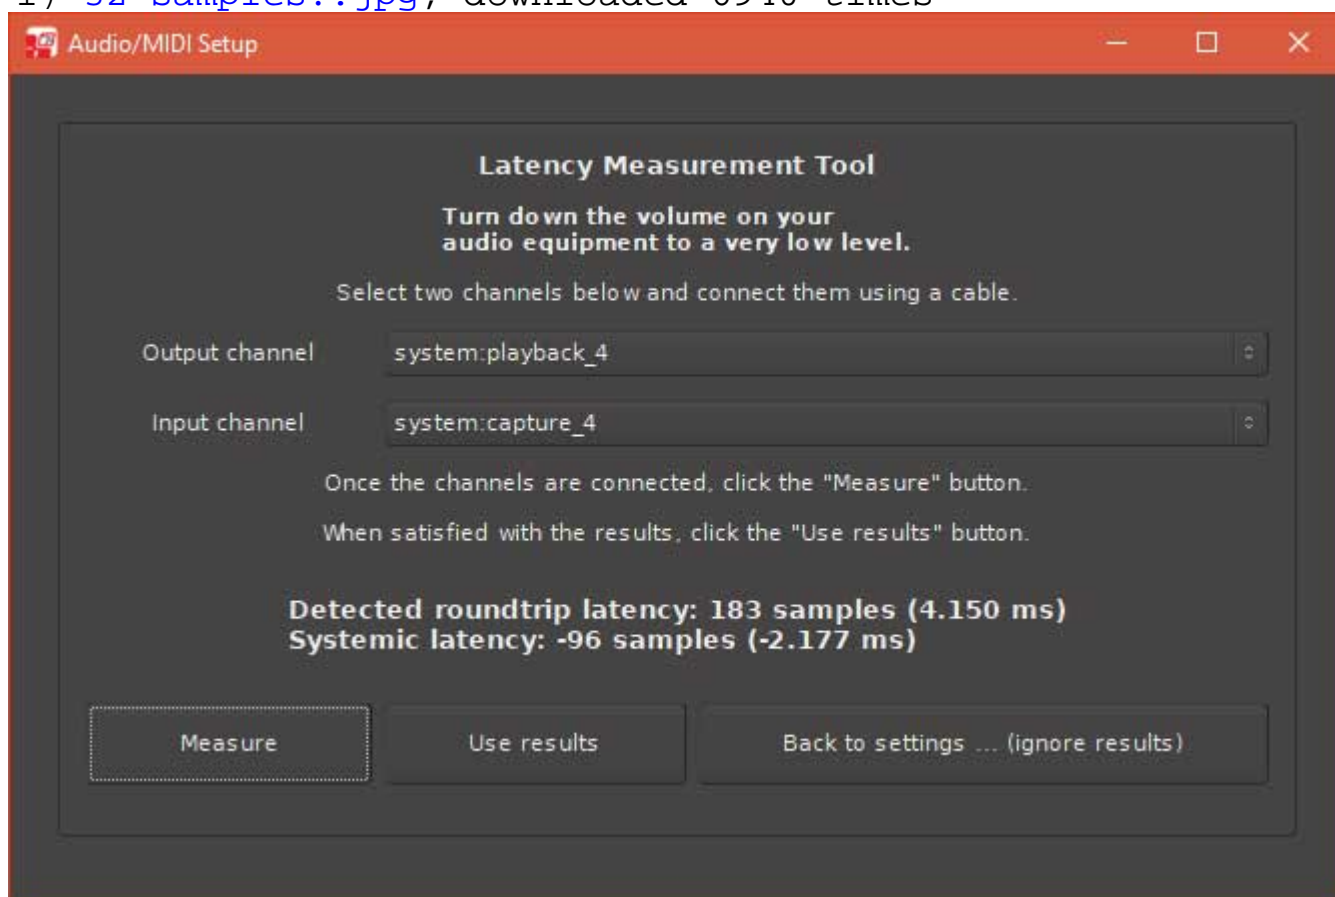 Audio/MIDI Setup
Latency Measurement Tool
Turn down the volume on your
audio equipment to a very low level.
Select two channels below and connect them using a cable.
Output channel system:playback_4
Input channel system:capture_4
Once the channels are connected, click the "Measure" button.
When satisfied with the results, click the "Use results" button.
Detected roundtrip latency: 183 samples (4.150 ms)
Systemic latency: -96 samples (-2.177 ms)
Measure Use results Back to settings ... (ignore results)